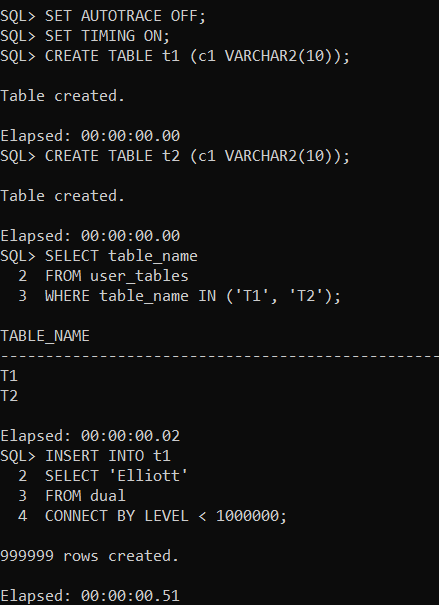 SQL> SET AUTOTRACE OFF;
SQL> SET TIMING ON;
SQL> CREATE TABLE t1 (c1 VARCHAR2(10));
Table created.
Elapsed: 00:00:00.00
SQL> CREATE TABLE t2 (c1 VARCHAR2(10));
Table created.
Elapsed: 00:00:00.00
SQL> SELECT table_name
  2  FROM user_tables
  3  WHERE table_name IN ('T1', 'T2');
TABLE_NAME
-------------------------------------------------
T1
T2
Elapsed: 00:00:00.02
SQL> INSERT INTO t1
  2  SELECT 'Elliott'
  3  FROM dual
  4  CONNECT BY LEVEL < 1000000;
999999 rows created.
Elapsed: 00:00:00.51